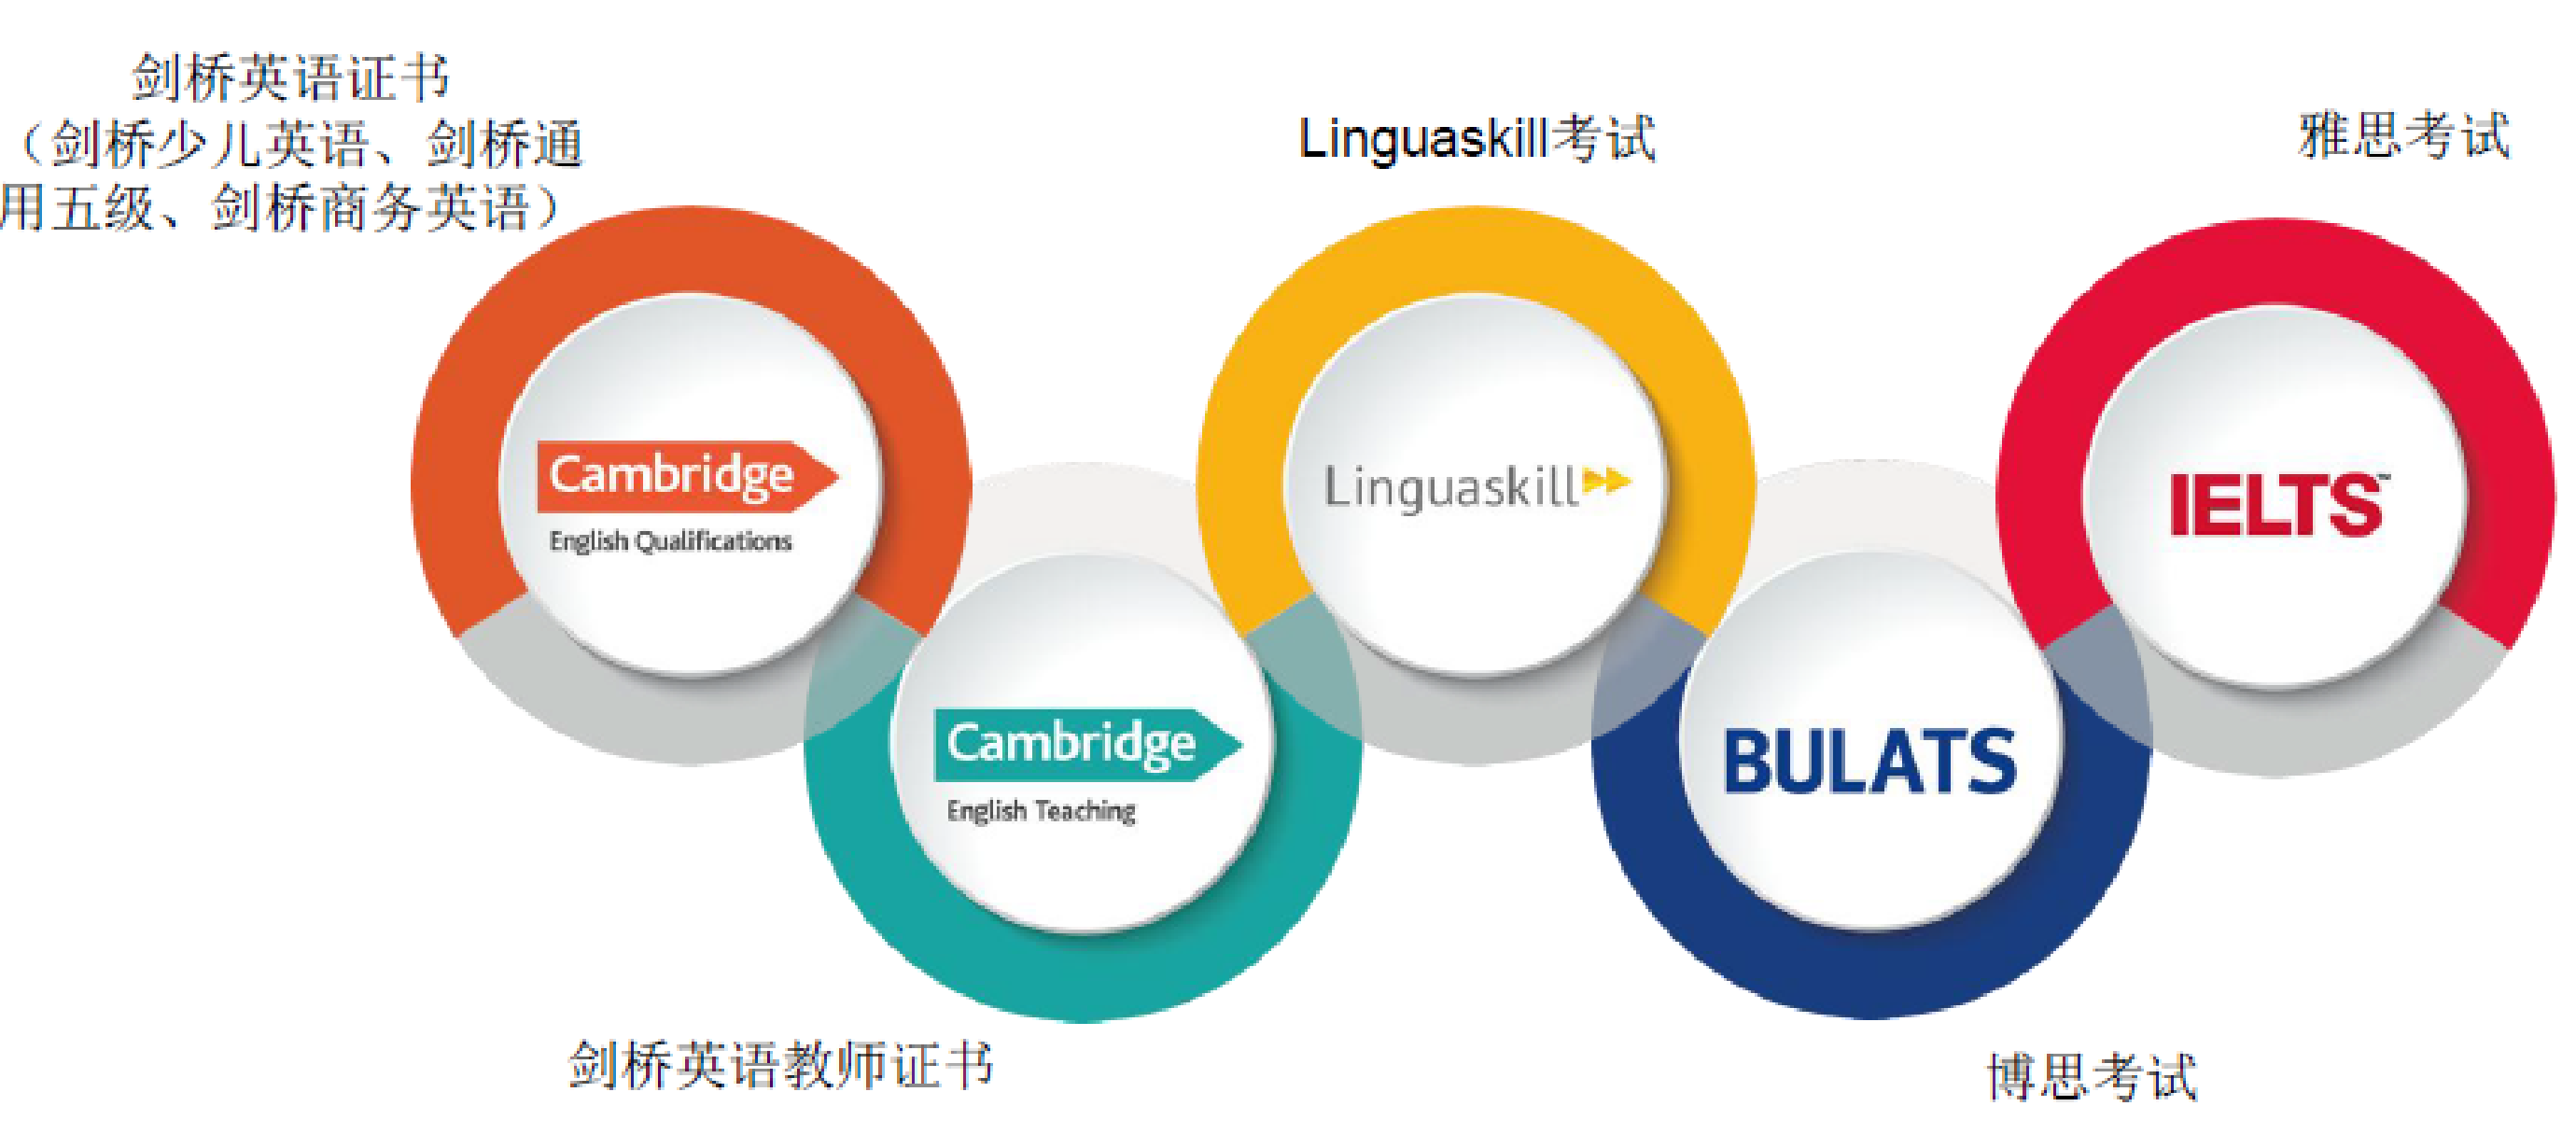 剑桥英语证书
（剑桥少儿英语、剑桥通
用五级、剑桥商务英语）
Linguaskill考试
雅思考试
Cambridge
English Qualifications
Linguaskill
IELTS™
Cambridge
English Teaching
BULATS
剑桥英语教师证书
博思考试